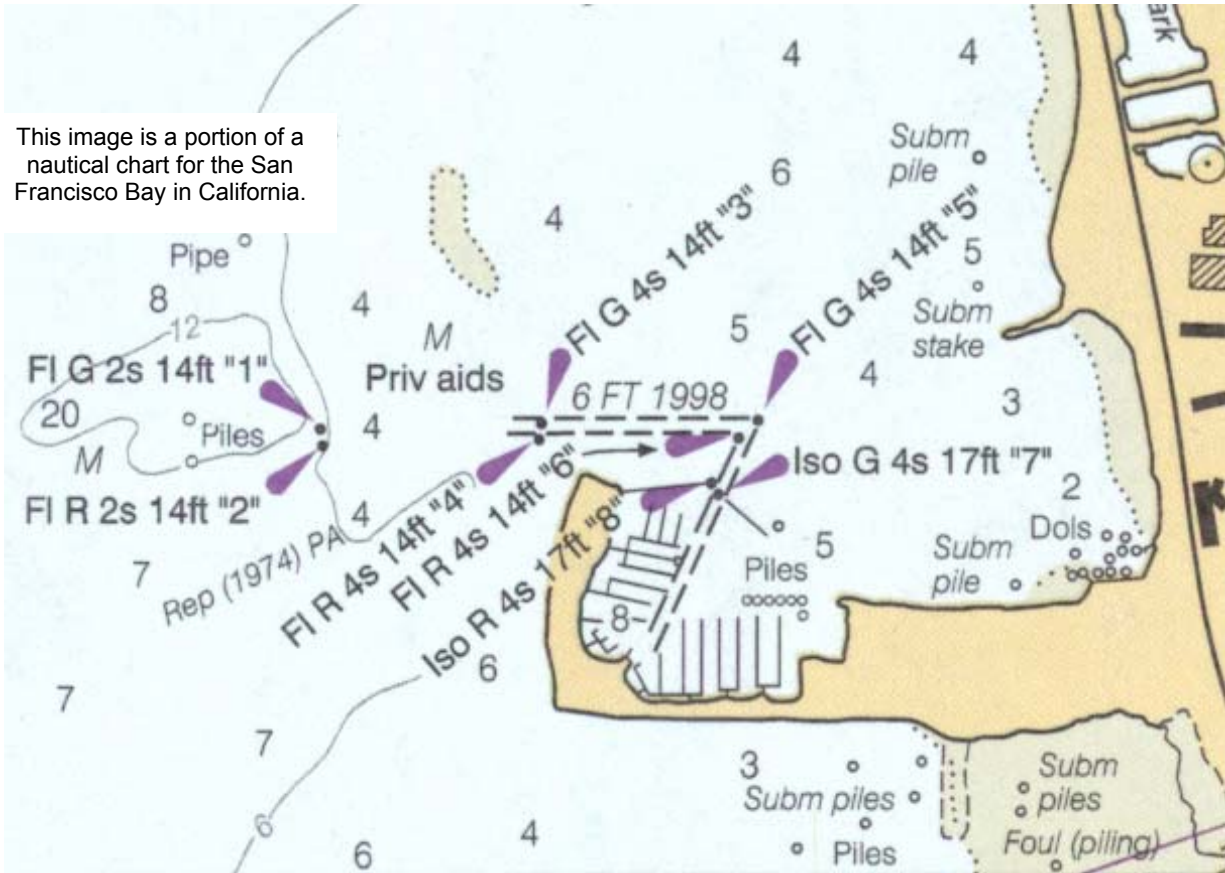 This image is a portion of a
nautical chart for the San
Francisco Bay in California.
ark
4
4
Subm
pile
6
4
Fl G 4s 14ft "3"
Fl G 4s 14ft "5"
Pipe
5
8
4
12
Subm
stake
5
M
Fl G 2s 14ft "1"
Priv aids
4
6 FT 1998
3
20
Piles
4
M
Iso G 4s 17ft "7"
Fl R 2s 14ft "2"
4
2
Dols
Fl R 4s 14ft "4"
Fl R 4s 14ft "6"
Iso R 4s 17ft "8"
5
Subm
pile
7
Rep (1974) PA
Piles
8
6
7
7
3
Subm piles
Subm
piles
6
4
6
Piles
Foul (piling)